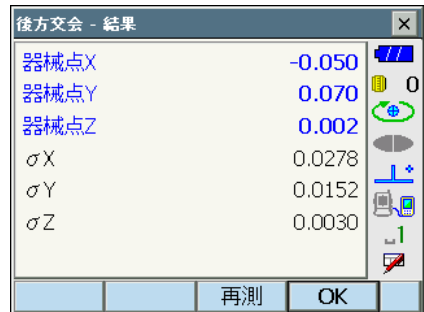 後方交会 - 結果
器械点X -0.050
器械点Y 0.070
0
器械点Z 0.002
σX 0.0278
σY 0.0152
σZ 0.0030
1
再測 OK